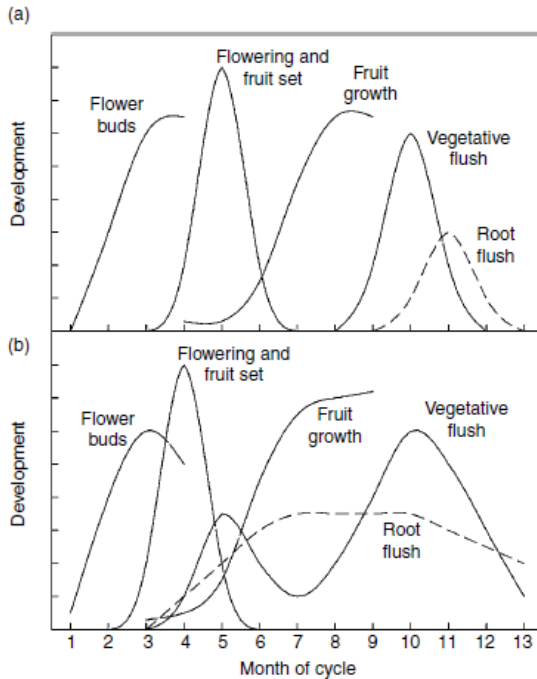 (a)
Flowering and
fruit set
Fruit
growth
Flower
buds
Vegetative
flush
Root
flush
Development
(b)
Flowering and
fruit set
Flower
buds
Fruit
growth
Vegetative
flush
Root
flush
Development
1 2 3 4 5 6 7 8 9 10 11 12 13
Month of cycle